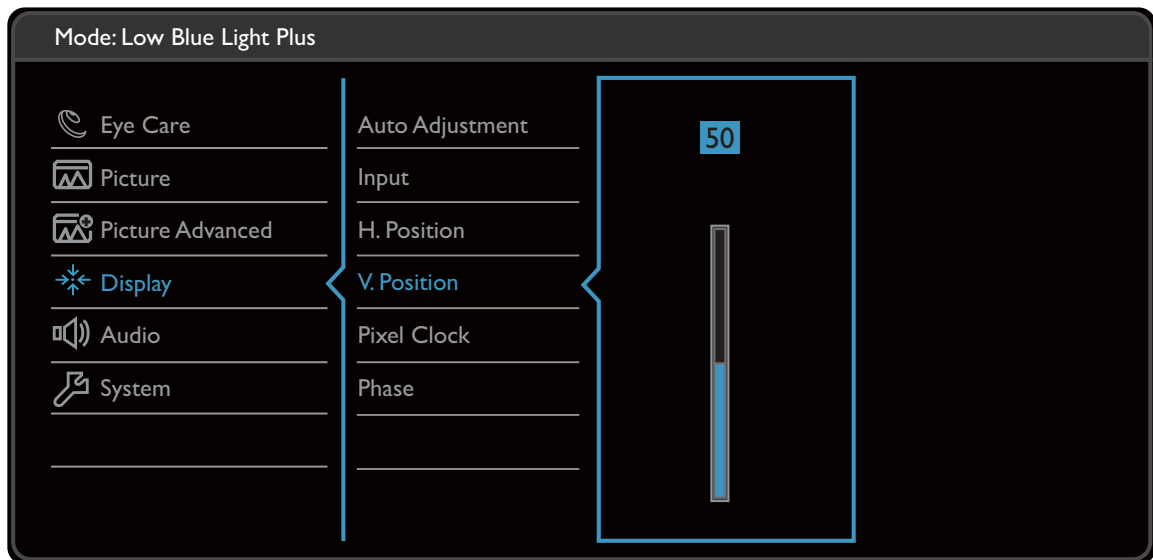 Mode: Low Blue Light Plus
Eye Care
Picture
Picture Advanced
Display
Audio
System
Auto Adjustment
Input
H. Position
V. Position
Pixel Clock
Phase
50